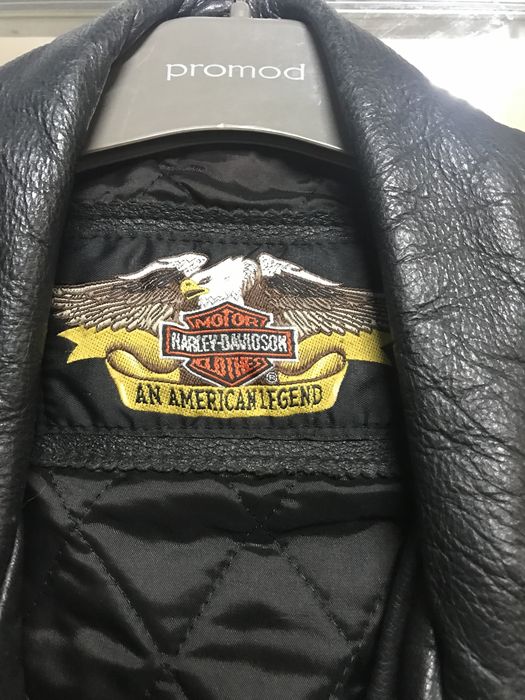 promod
MOTOR
HARLEY-DAVIDSON
CLOTHES
®
AN AMERICAN LEGEND